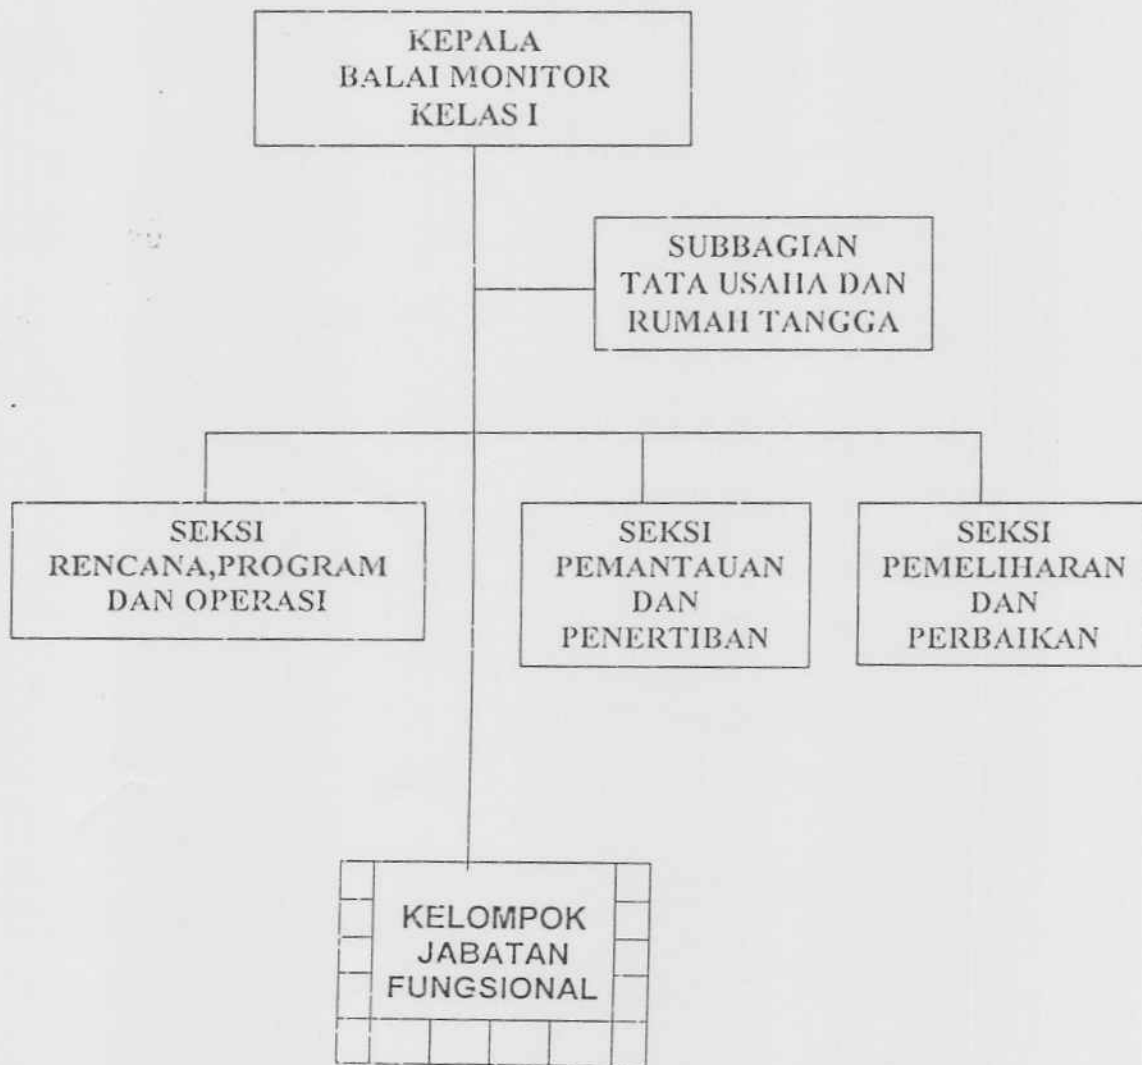 KEPALA
BALAI MONITOR
KELAS I
SUBBAGIAN
TATA USAHA DAN
RUMAH TANGGA
SEKSI
RENCANA,PROGRAM
DAN OPERASI
SEKSI
PEMANTAUAN
DAN
PENERTIBAN
SEKSI
PEMELIHARAN
DAN
PERBAIKAN
KELOMPOK
JABATAN
FUNGSIONAL